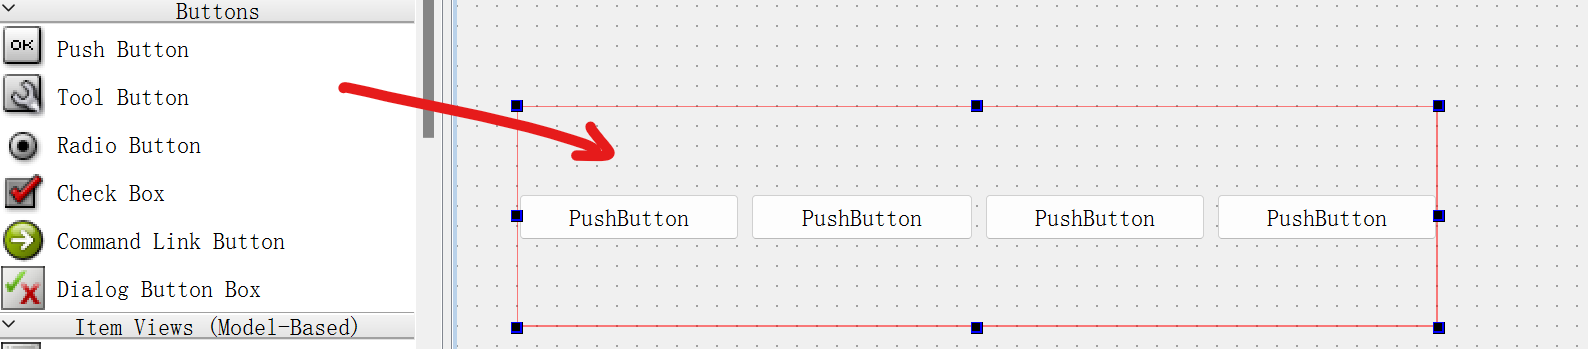 Buttons
OK Push Button
Tool Button
Radio Button
Check Box
Command Link Button
Dialog Button Box
Item Views (Model-Based)
PushButton PushButton PushButton PushButton